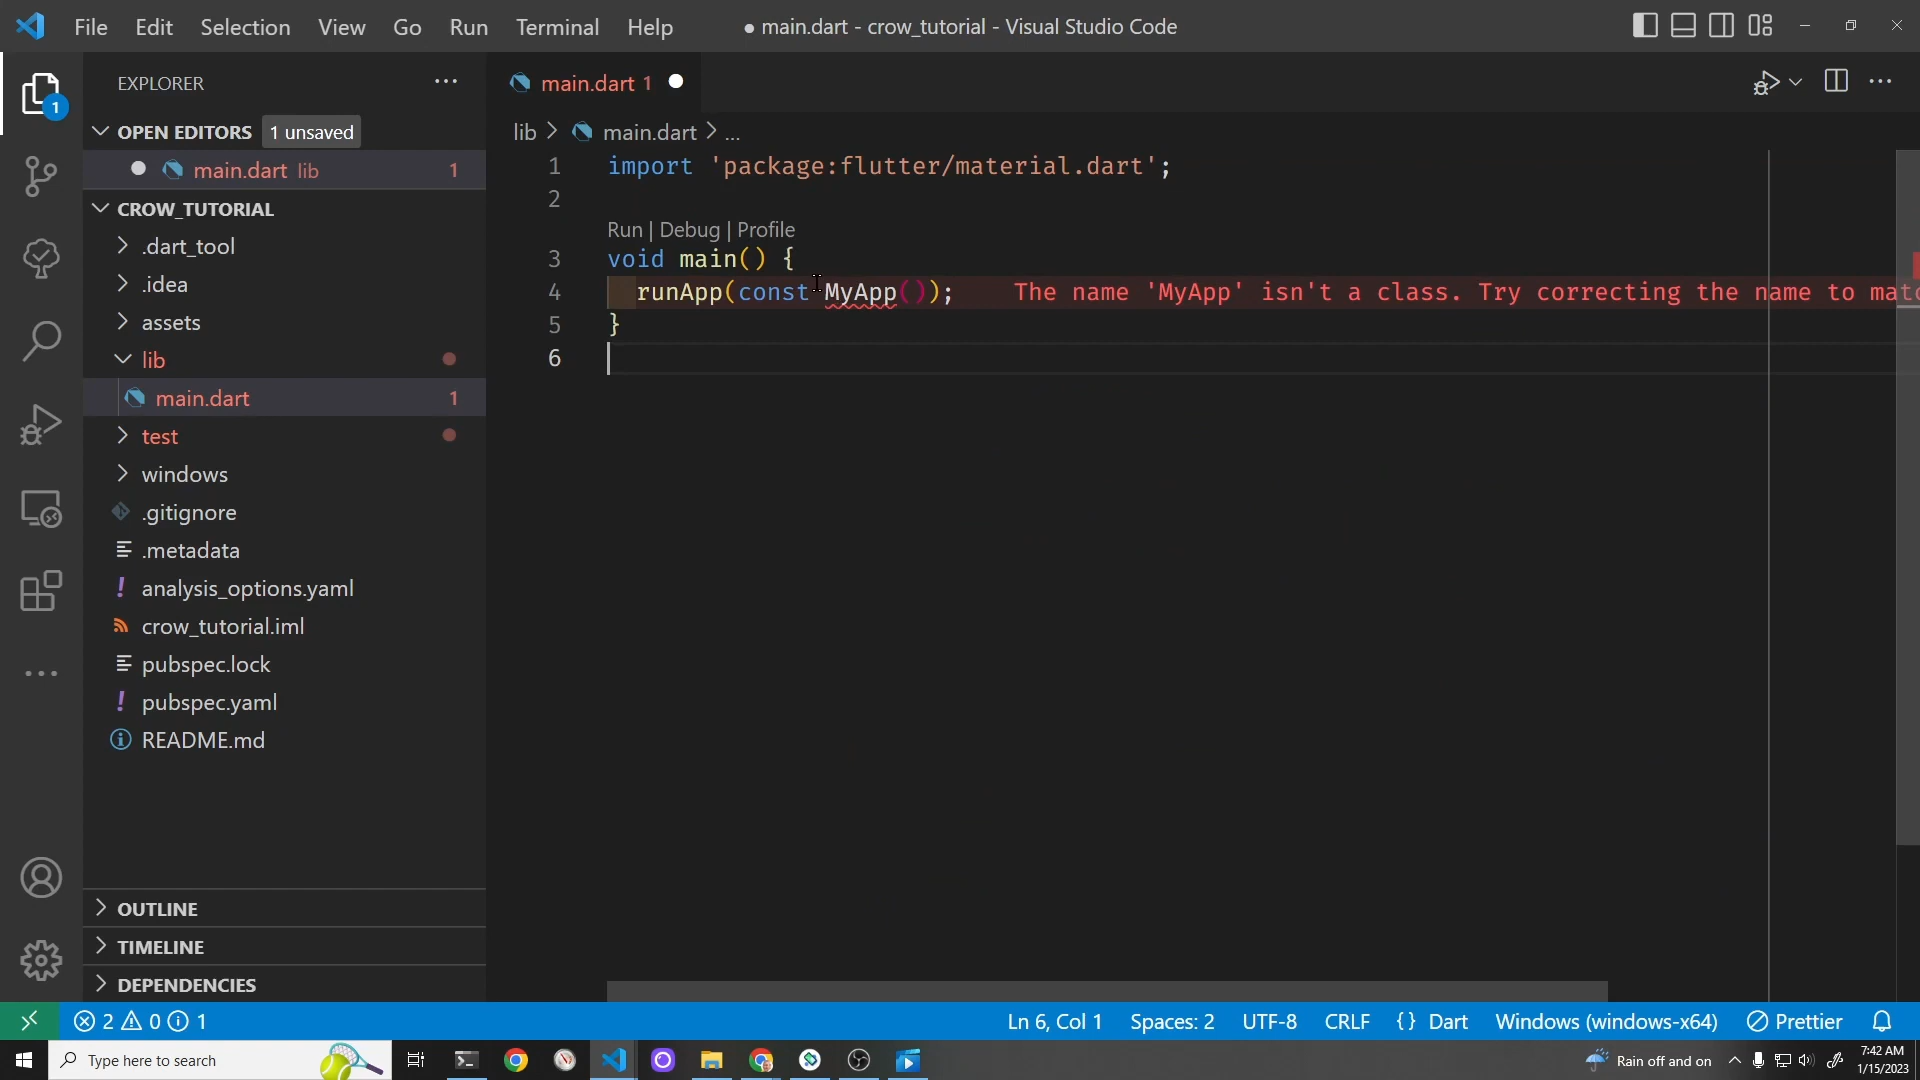 File Edit Selection View Go Run Terminal Help
● main.dart - crow_tutorial - Visual Studio Code
1
EXPLORER
OPEN EDITORS 1 unsaved
main.dart lib 1
CROW_TUTORIAL
.dart_tool
.idea
assets
lib
main.dart 1
test
windows
.gitignore
.metadata
! analysis_options.yaml
crow_tutorial.iml
pubspec.lock
! pubspec.yaml
README.md
OUTLINE
TIMELINE
DEPENDENCIES
main.dart 1
lib > main.dart > ...
1 import 'package:flutter/material.dart';
2
Run | Debug | Profile
3 void main() {
4 runApp(const MyApp()); The name 'MyApp' isn't a class. Try correcting the name to matc
5 }
6
2 0 1
Ln 6, Col 1 Spaces: 2 UTF-8 CRLF {} Dart Windows (windows-x64) Prettier
Type here to search
Rain off and on
7:42 AM
1/15/2023